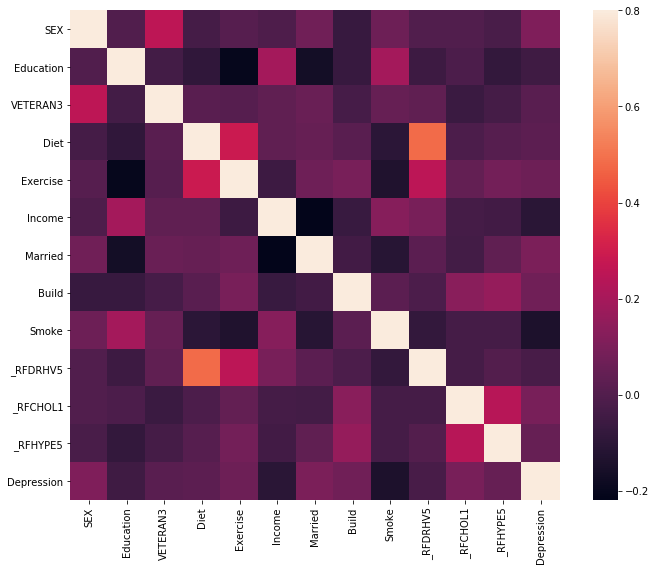 SEX
Education
VETERAN3
Diet
Exercise
Income
Married
Build
Smoke
_RFDRHV5
_RFCHOL1
_RFHYPE5
Depression
SEX
Education
VETERAN3
Diet
Exercise
Income
Married
Build
Smoke
_RFDRHV5
_RFCHOL1
_RFHYPE5
Depression
0.8
0.6
0.4
0.2
0.0
−0.2